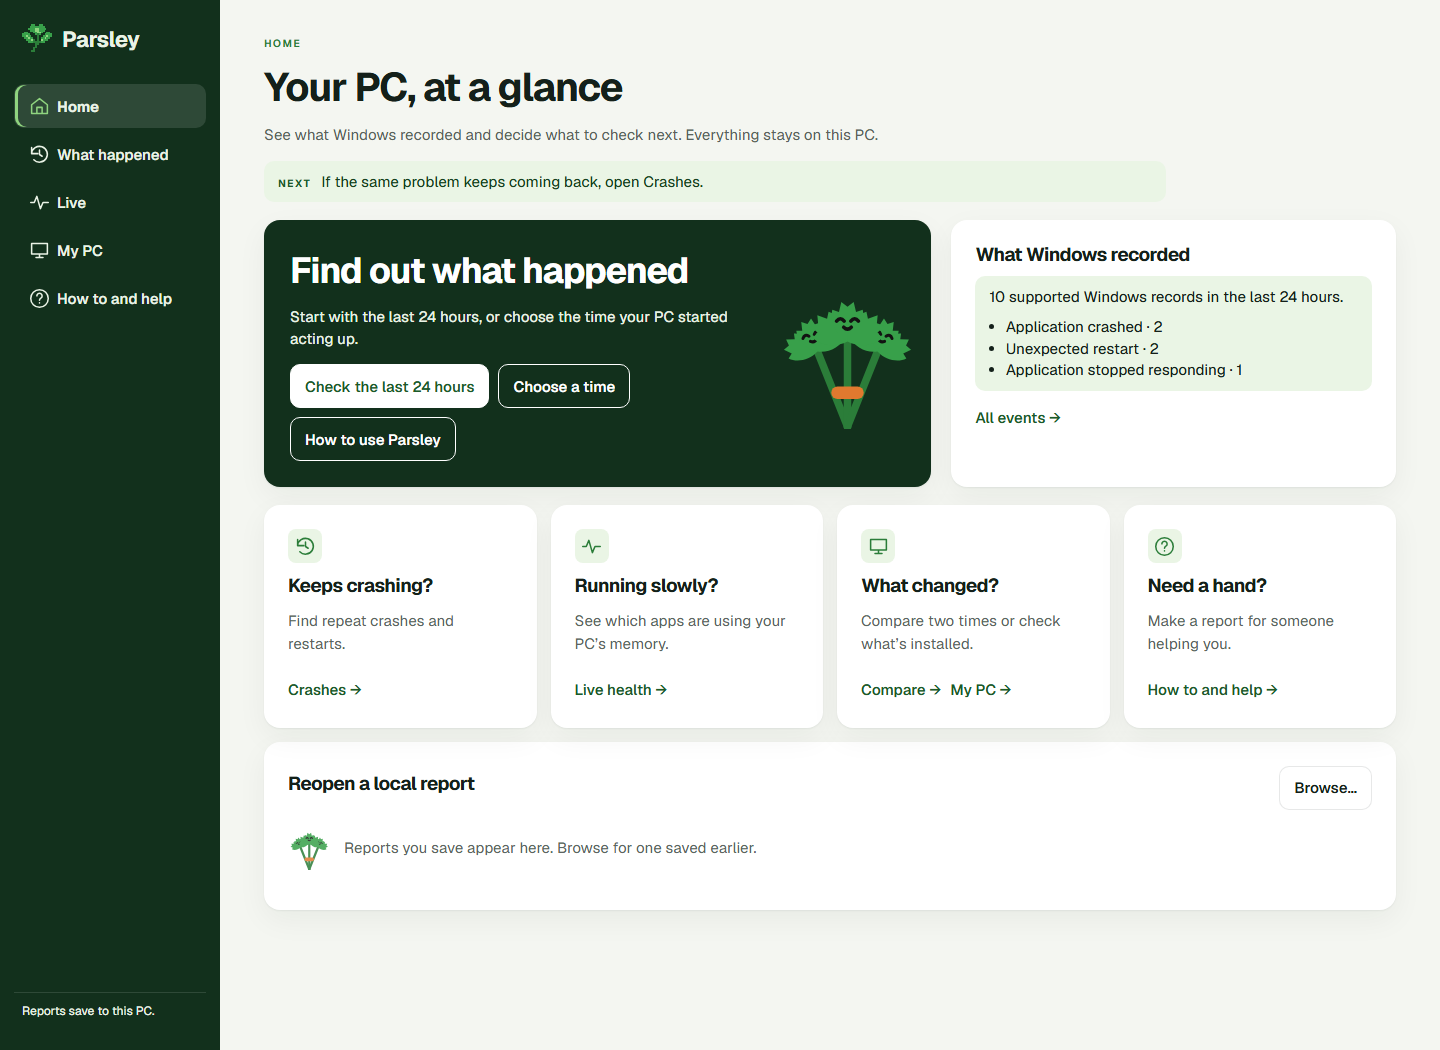 Parsley
Home
What happened
Live
My PC
How to and help
Reports save to this PC.
HOME
Your PC, at a glance
See what Windows recorded and decide what to check next. Everything stays on this PC.
NEXT If the same problem keeps coming back, open Crashes.
Find out what happened
Start with the last 24 hours, or choose the time your PC started
acting up.
Check the last 24 hours
Choose a time
How to use Parsley
What Windows recorded
10 supported Windows records in the last 24 hours.
• Application crashed · 2
• Unexpected restart · 2
• Application stopped responding · 1
All events →
Keeps crashing?
Find repeat crashes and
restarts.
Crashes →
Running slowly?
See which apps are using your
PC’s memory.
Live health →
What changed?
Compare two times or check
what’s installed.
Compare → My PC →
Need a hand?
Make a report for someone
helping you.
How to and help →
Reopen a local report
Browse...
Reports you save appear here. Browse for one saved earlier.